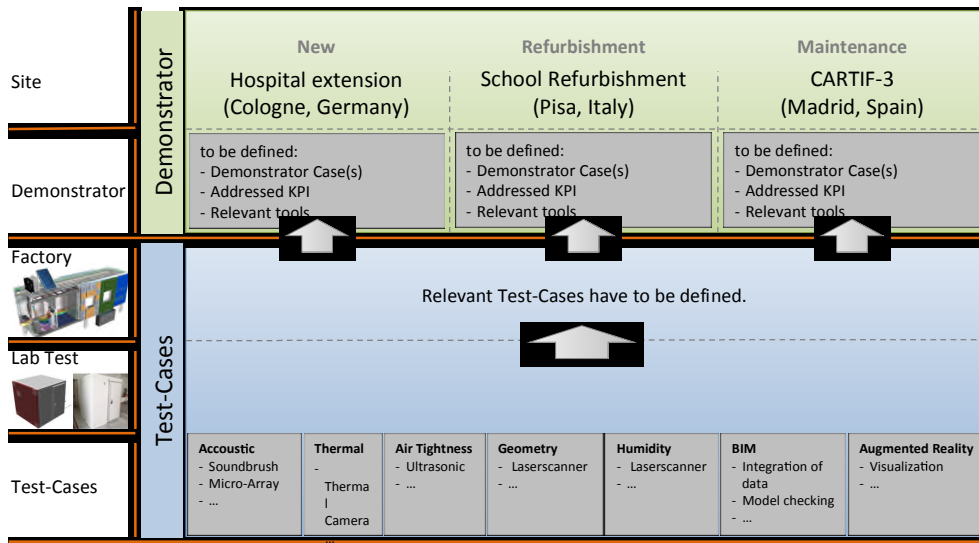 Site
Demonstrator
Factory
Lab Test
Test-Cases
Demonstrator
Test-Cases
New
Hospital extension
(Cologne, Germany)
Refurbishment
School Refurbishment
(Pisa, Italy)
Maintenance
CARTIF-3
(Madrid, Spain)
to be defined:
- Demonstrator Case(s)
- Addressed KPI
- Relevant tools
to be defined:
- Demonstrator Case(s)
- Addressed KPI
- Relevant tools
to be defined:
- Demonstrator Case(s)
- Addressed KPI
- Relevant tools
Relevant Test-Cases have to be defined.
Accoustic
- Soundbrush
- Micro-Array
- ...
Thermal
-
Therma
l
Camera
...
Air Tightness
- Ultrasonic
- ...
Geometry
- Laserscanner
- ...
Humidity
- Laserscanner
- ...
BIM
- Integration of
data
- Model checking
- ...
Augmented Reality
- Visualization
- ...